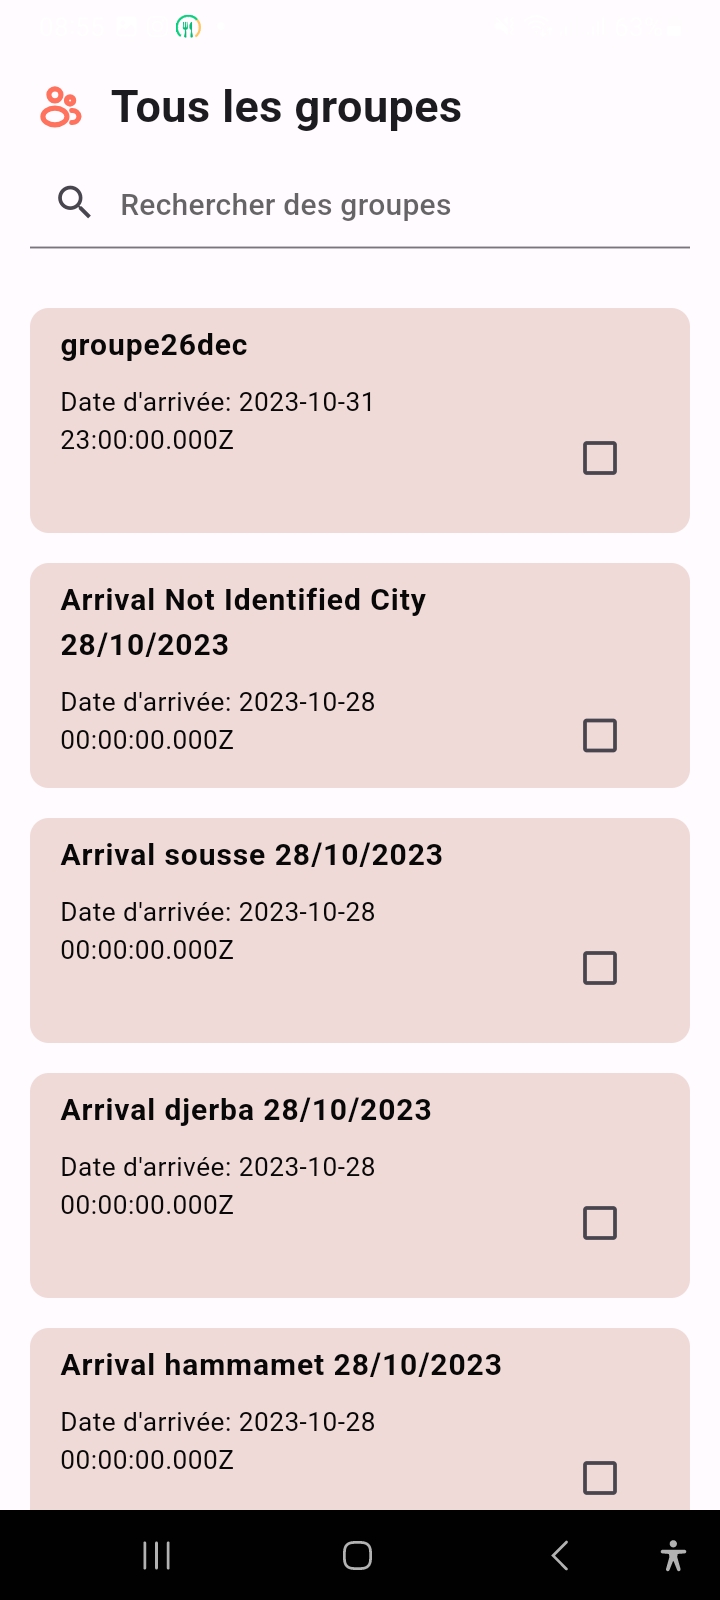 Tous les groupes
Rechercher des groupes
groupe26dec
Date d'arrivée: 2023-10-31
23:00:00.000Z
Arrival Not Identified City
28/10/2023
Date d'arrivée: 2023-10-28
00:00:00.000Z
Arrival sousse 28/10/2023
Date d'arrivée: 2023-10-28
00:00:00.000Z
Arrival djerba 28/10/2023
Date d'arrivée: 2023-10-28
00:00:00.000Z
Arrival hammamet 28/10/2023
Date d'arrivée: 2023-10-28
00:00:00.000Z